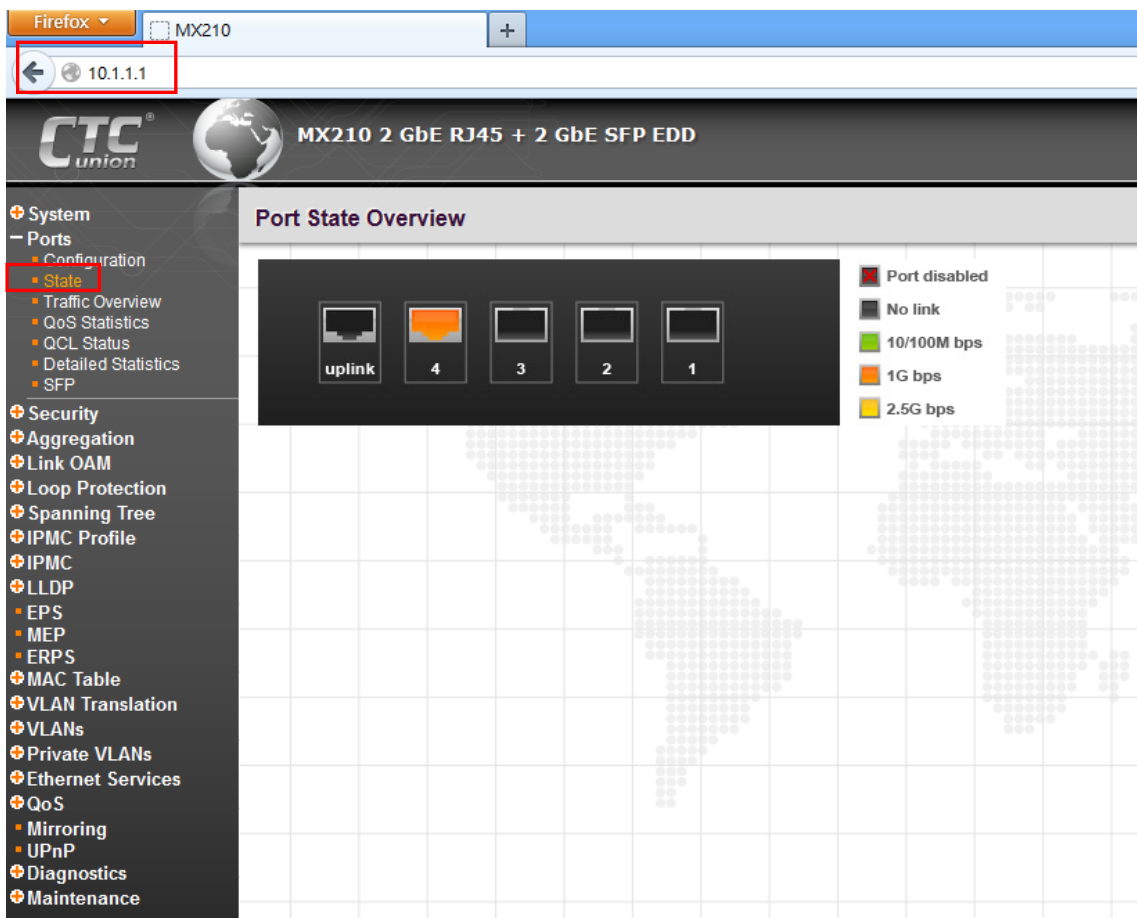 Firefox
MX210
+
10.1.1.1
CTC®
union
MX210 2 GbE RJ45 + 2 GbE SFP EDD
System
Ports
Configuration
State
Traffic Overview
QoS Statistics
QCL Status
Detailed Statistics
SFP
Security
Aggregation
Link OAM
Loop Protection
Spanning Tree
IPMC Profile
IPMC
LLDP
EPS
MEP
ERPS
MAC Table
VLAN Translation
VLANs
Private VLANs
Ethernet Services
QoS
Mirroring
UPnP
Diagnostics
Maintenance
Port State Overview
uplink 4 3 2 1
Port disabled
No link
10/100M bps
1G bps
2.5G bps